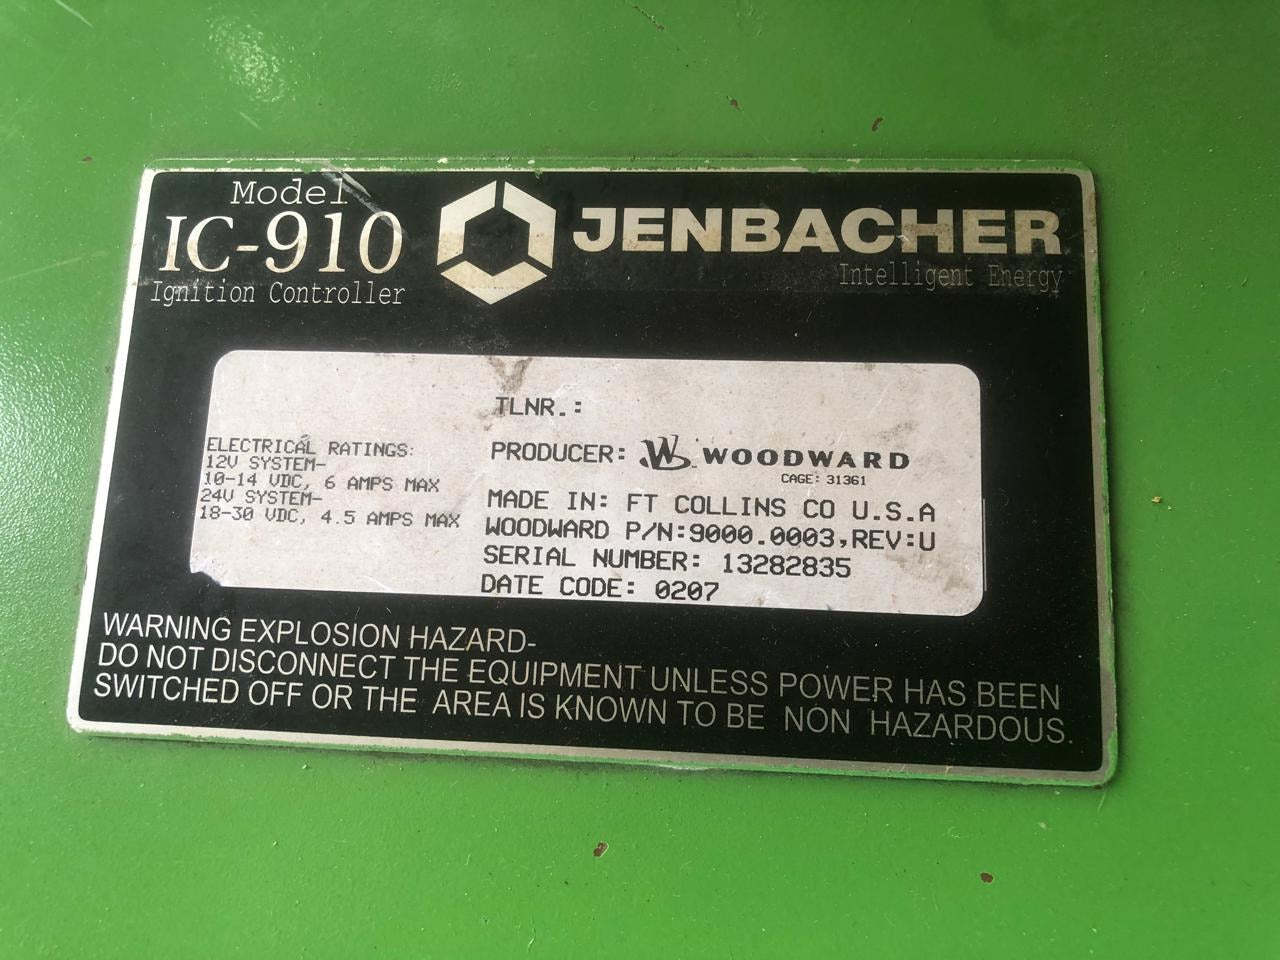 Model
IC-910
Ignition Controller
JENBACHER
Intelligent Energy
TLNR.:
ELECTRICAL RATINGS:
12V SYSTEM-
10-14 VDC, 6 AMPS MAX
24V SYSTEM-
18-30 VDC, 4.5 AMPS MAX
PRODUCER: WOODWARD
CAGE: 31361
MADE IN: FT COLLINS CO U.S.A
WOODWARD P/N:9000.0003,REV:U
SERIAL NUMBER: 13282835
DATE CODE: 0207
WARNING EXPLOSION HAZARD-
DO NOT DISCONNECT THE EQUIPMENT UNLESS POWER HAS BEEN
SWITCHED OFF OR THE AREA IS KNOWN TO BE NON HAZARDOUS.